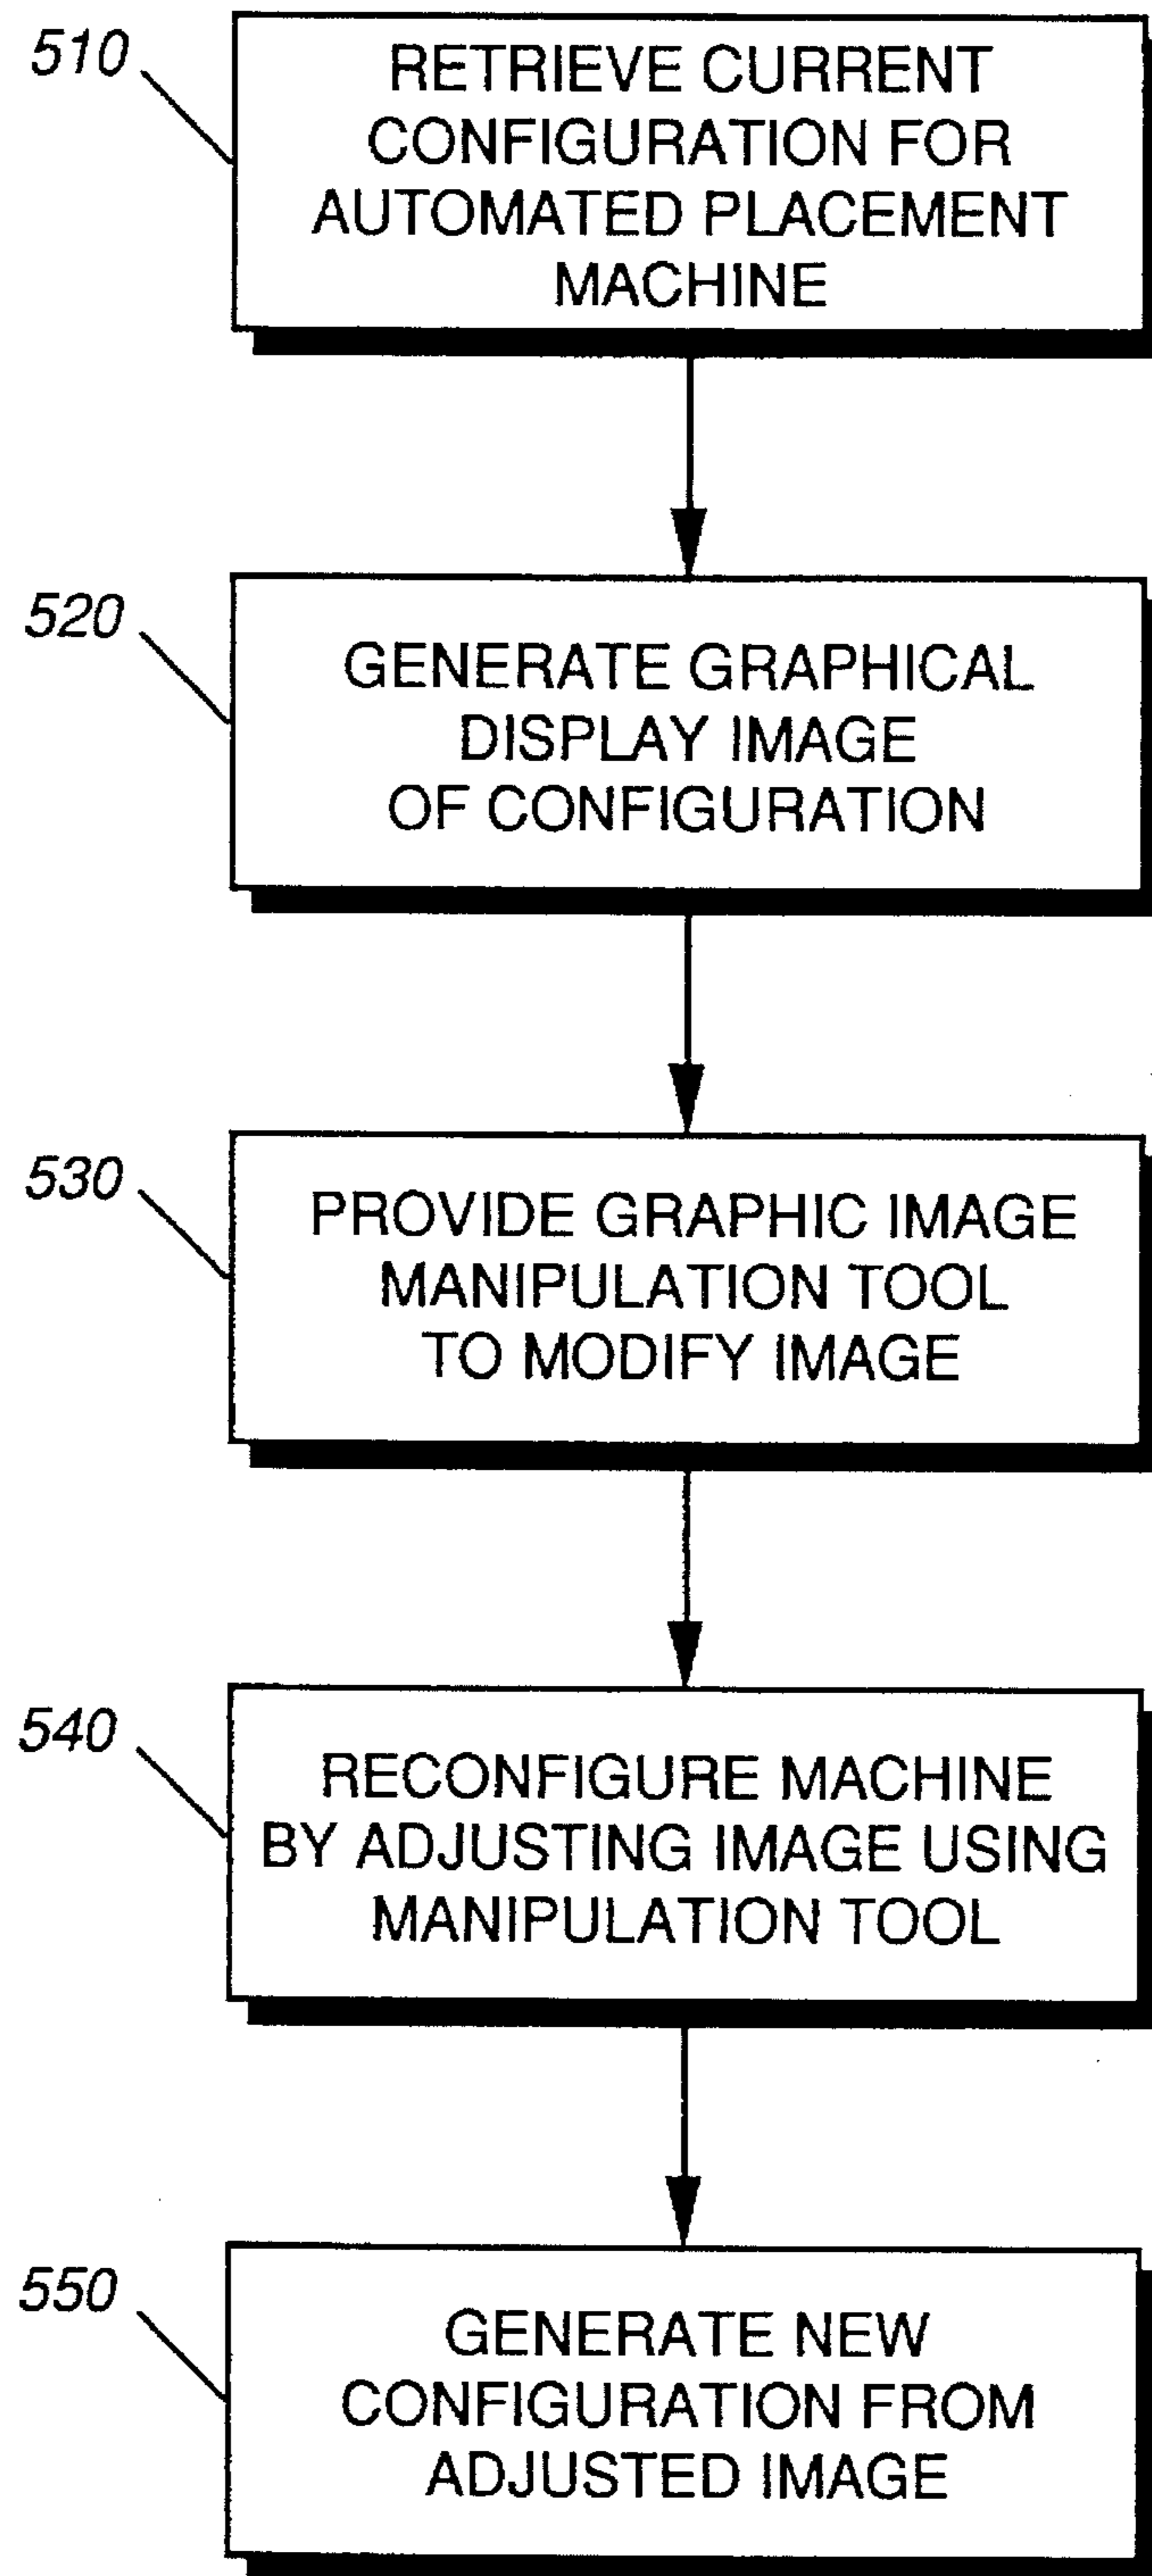 510
RETRIEVE CURRENT
CONFIGURATION FOR
AUTOMATED PLACEMENT
MACHINE
520
GENERATE GRAPHICAL
DISPLAY IMAGE
OF CONFIGURATION
530
PROVIDE GRAPHIC IMAGE
MANIPULATION TOOL
TO MODIFY IMAGE
540
RECONFIGURE MACHINE
BY ADJUSTING IMAGE USING
MANIPULATION TOOL
550
GENERATE NEW
CONFIGURATION FROM
ADJUSTED IMAGE